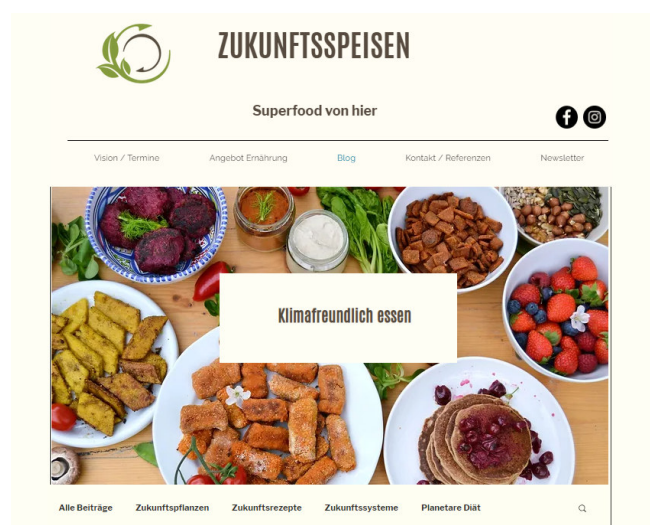 ZUKUNFTSSPEISEN
Superfood von hier
Vision / Termine Angebot Ernährung Blog Kontakt / Referenzen Newsletter
Klimafreundlich essen
Alle Beiträge Zukunftspflanzen Zukunftsrezepte Zukunftssysteme Planetare Diät